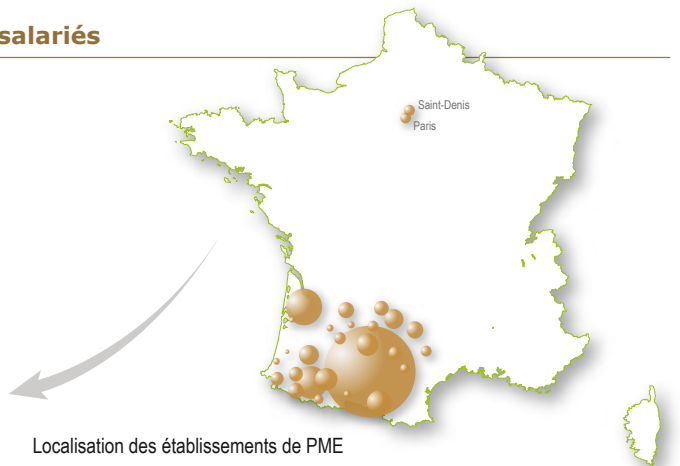 salariés
Saint-Denis
Paris
Localisation des établissements de PME